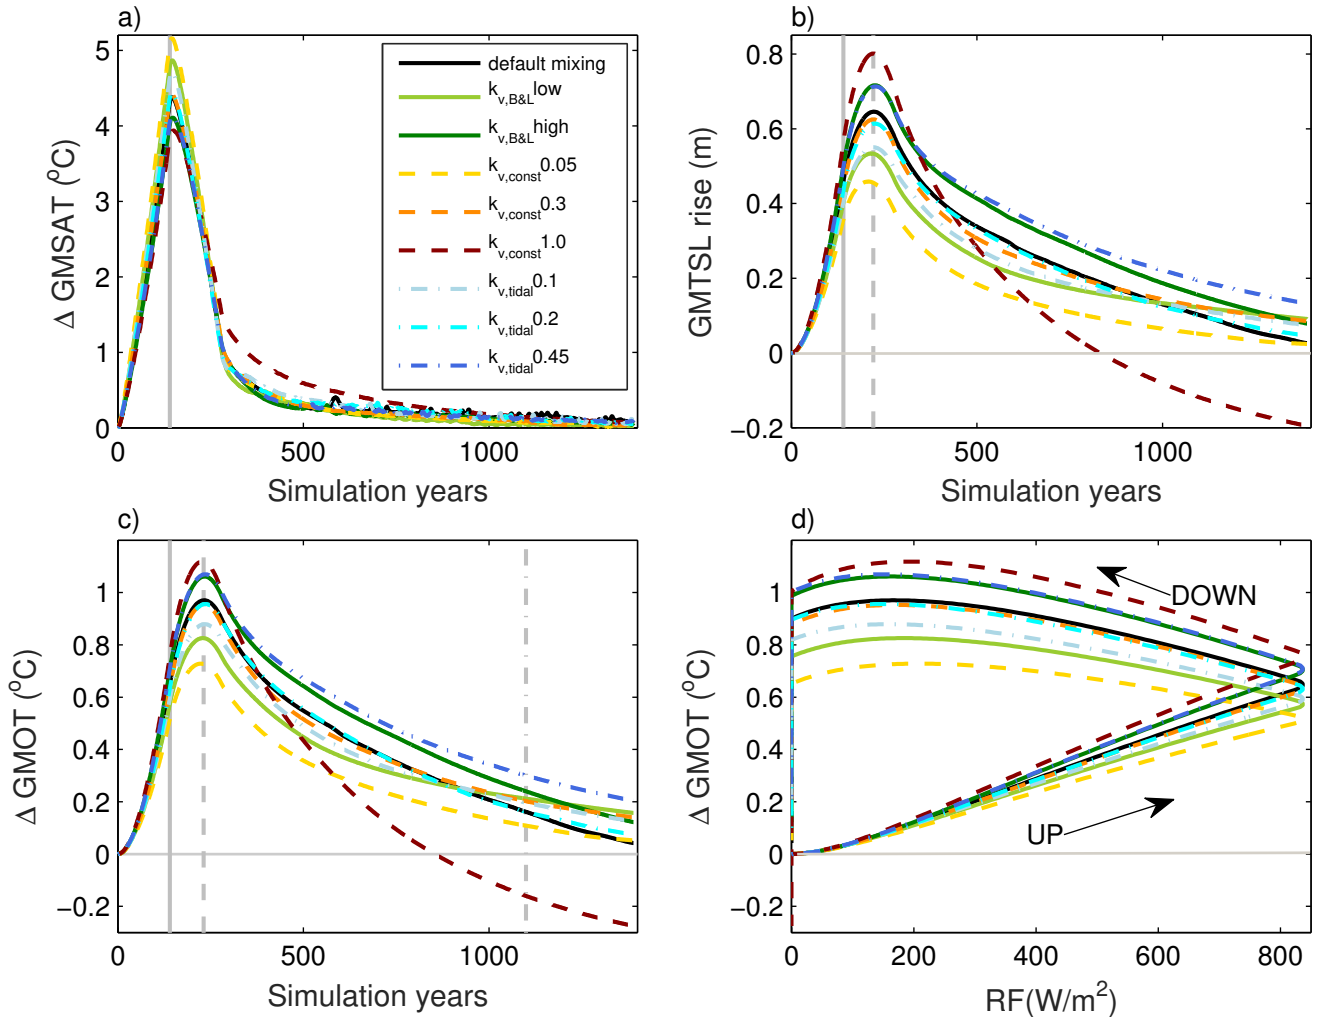 a)
Δ GMSAT (°C)
5
4
3
2
1
0
0
500
1000
Simulation years
default mixing
k_v,B&L low
k_v,B&L high
k_v,const 0.05
k_v,const 0.3
k_v,const 1.0
k_v,tidal 0.1
k_v,tidal 0.2
k_v,tidal 0.45
b)
GMTSL rise (m)
0.8
0.6
0.4
0.2
0
−0.2
0
500
1000
Simulation years
c)
Δ GMOT (°C)
1
0.8
0.6
0.4
0.2
0
−0.2
0
500
1000
Simulation years
d)
Δ GMOT (°C)
1
0.8
0.6
0.4
0.2
0
−0.2
DOWN
UP
0
200
400
600
800
RF(W/m²)